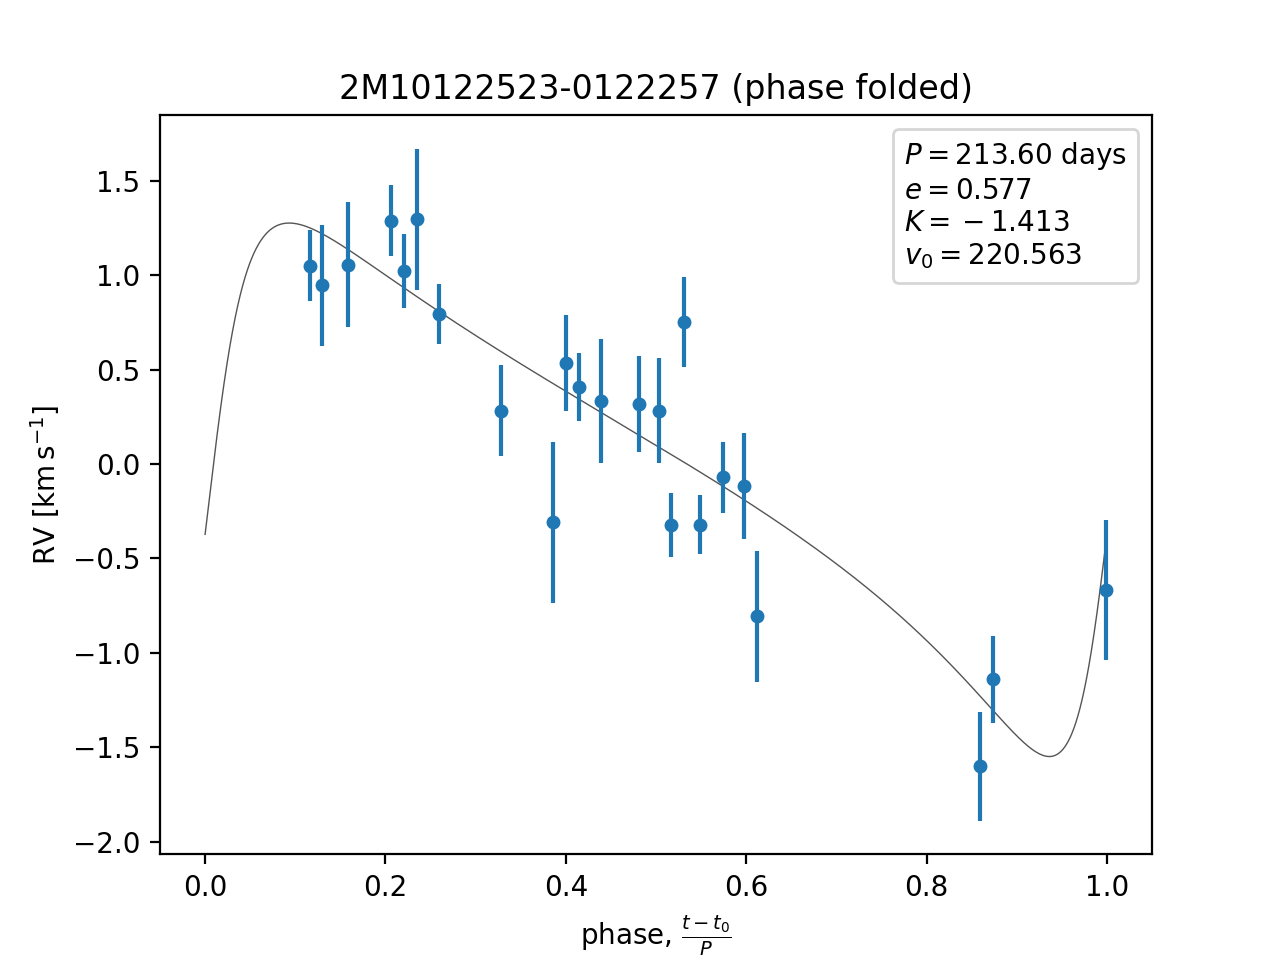 2M10122523-0122257 (phase folded)
P = 213.60 days
e = 0.577
K = −1.413
v₀ = 220.563
RV [km s⁻¹]
1.5
1.0
0.5
0.0
−0.5
−1.0
−1.5
−2.0
0.0 0.2 0.4 0.6 0.8 1.0
phase, (t − t₀)/P